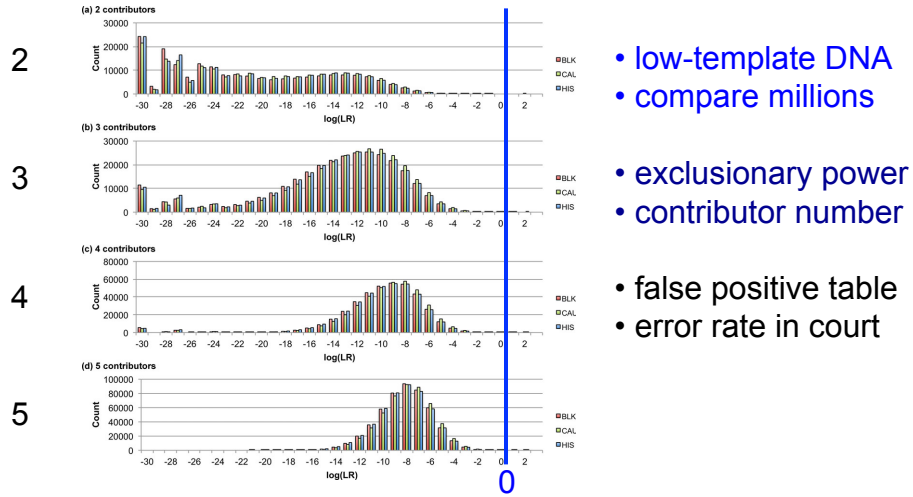 2
(a) 2 contributors
30000
20000
10000
0
Count
-30 -28 -26 -24 -22 -20 -18 -16 -14 -12 -10 -8 -6 -4 -2 0 2
log(LR)
BLK
CAL
HIS
3
(b) 3 contributors
30000
20000
10000
0
Count
-30 -28 -26 -24 -22 -20 -18 -16 -14 -12 -10 -8 -6 -4 -2 0 2
log(LR)
BLK
CAL
HIS
4
(c) 4 contributors
80000
60000
40000
20000
0
Count
-30 -28 -26 -24 -22 -20 -18 -16 -14 -12 -10 -8 -6 -4 -2 0 2
log(LR)
BLK
CAL
HIS
5
(d) 5 contributors
100000
80000
60000
40000
20000
0
Count
-30 -28 -26 -24 -22 -20 -18 -16 -14 -12 -10 -8 -6 -4 -2 0 2
log(LR)
BLK
CAL
HIS
0
• low-template DNA
• compare millions
• exclusionary power
• contributor number
• false positive table
• error rate in court